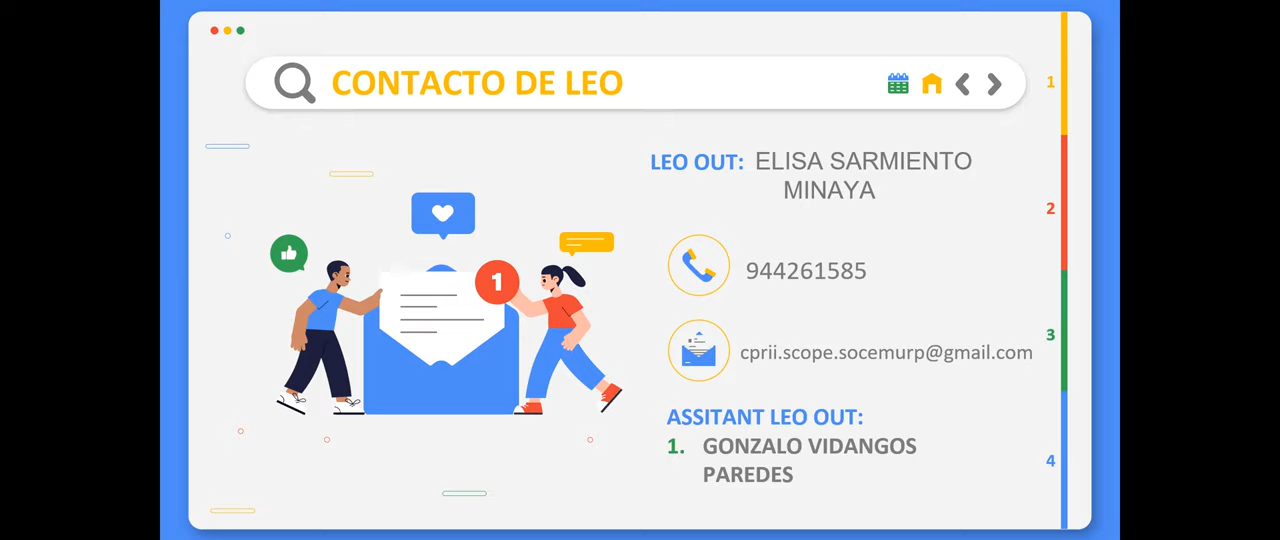 CONTACTO DE LEO
1
LEO OUT: ELISA SARMIENTO
MINAYA
2
1
944261585
3
cprii.scope.socemurp@gmail.com
ASSITANT LEO OUT:
1. GONZALO VIDANGOS
PAREDES
4